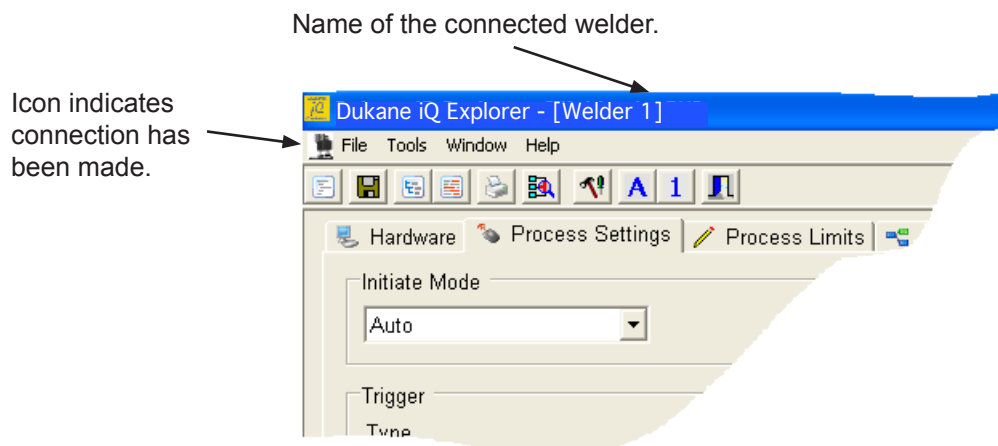 Name of the connected welder.
Icon indicates
connection has
been made.
Dukane iQ Explorer - [Welder 1]
File Tools Window Help
A 1
Hardware Process Settings Process Limits
Initiate Mode
Auto
Trigger
Type